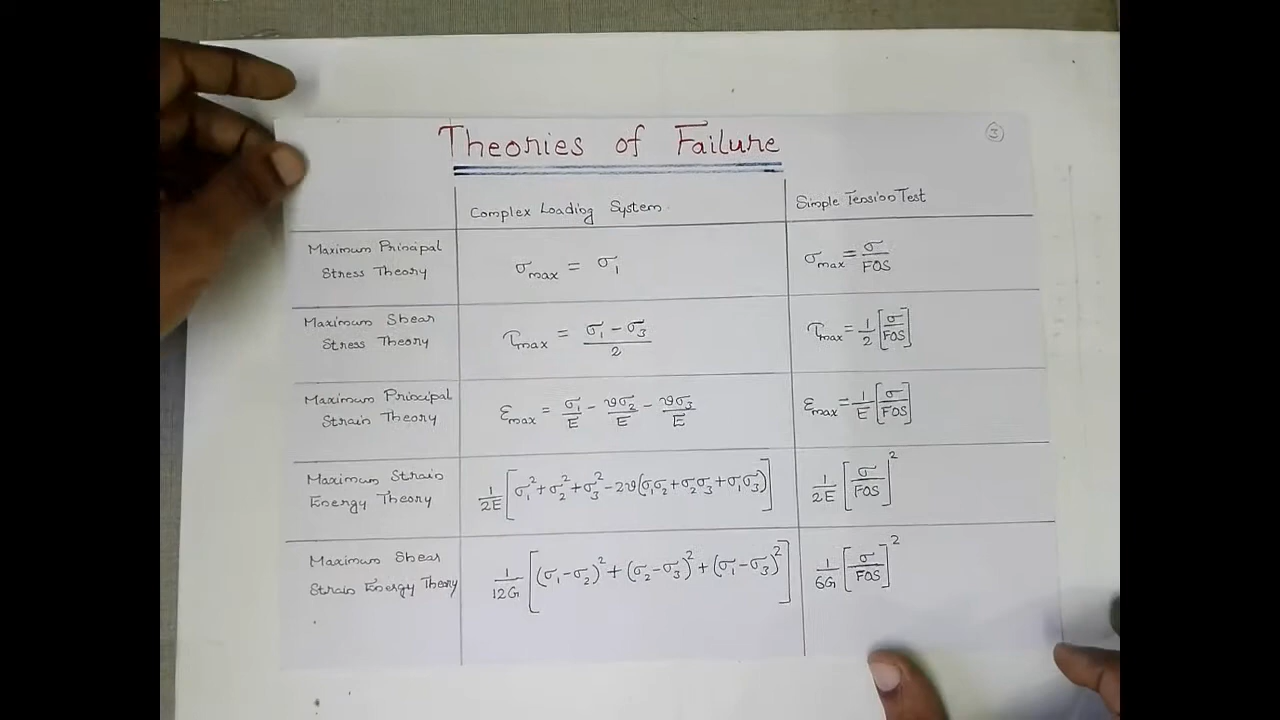 Theories of Failure
3
Complex Loading System
Simple Tension Test
Maximum Principal
Stress Theory
σmax = σ1
σmax = σ/FOS
Maximum Shear
Stress Theory
τmax = (σ1 - σ3)/2
τmax = 1/2 [σ/FOS]
Maximum Principal
Strain Theory
εmax = σ1/E - ϑσ2/E - ϑσ3/E
εmax = 1/E [σ/FOS]
Maximum Strain
Energy Theory
1/2E [σ1² + σ2² + σ3² - 2ϑ(σ1σ2 + σ2σ3 + σ1σ3)]
1/2E [σ/FOS]²
Maximum Shear
Strain Energy Theory
1/12G [(σ1 - σ2)² + (σ2 - σ3)² + (σ1 - σ3)²]
1/6G [σ/FOS]²